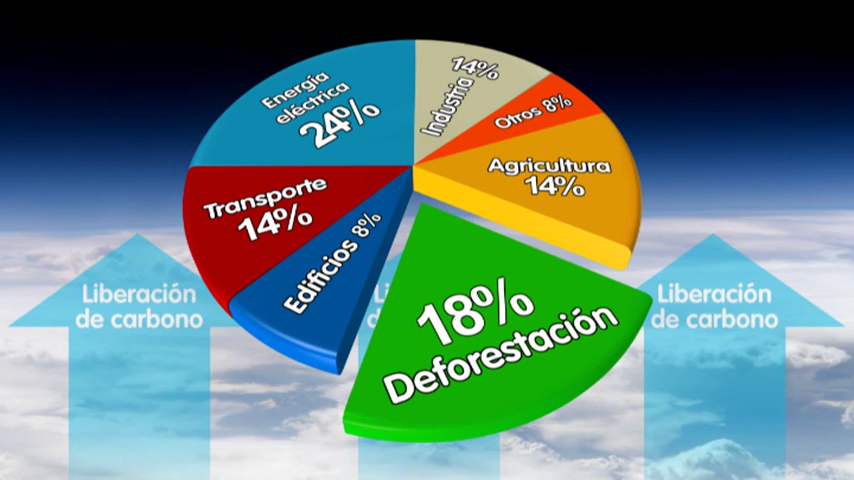 Energía
eléctrica
24%
14%
Industria
Otros 8%
Agricultura
14%
Transporte
14%
Edificios 8%
18%
Deforestación
Liberación
de carbono
Li
d
Liberación
de carbono